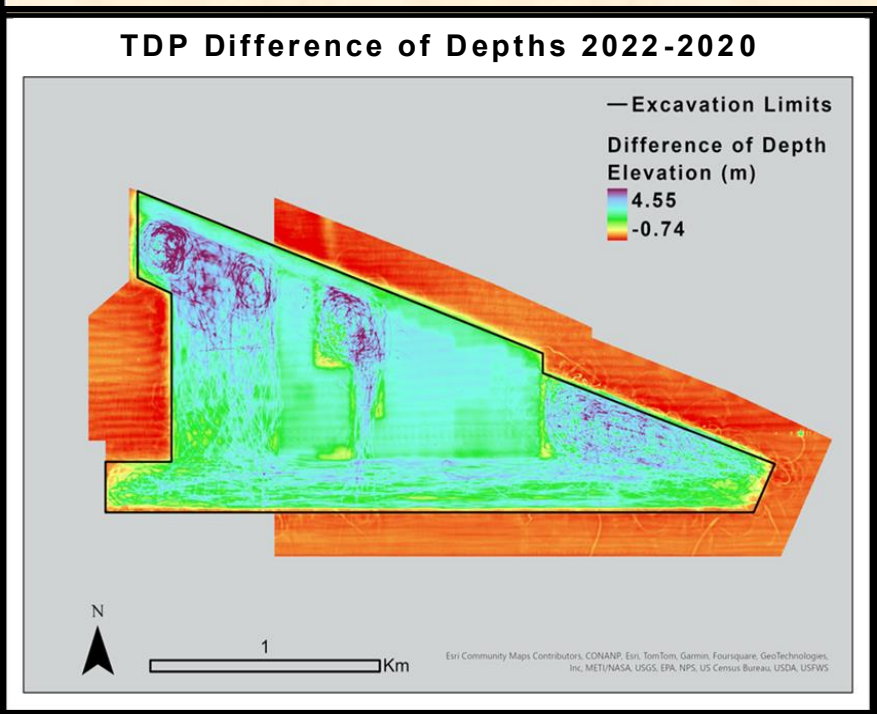 TDP Difference of Depths 2022-2020
Excavation Limits
Difference of Depth
Elevation (m)
4.55
-0.74
N
1
Km
Esri Community Maps Contributors, CONANP, Esri, TomTom, Garmin, Foursquare, GeoTechnologies,
Inc, METI/NASA, USGS, EPA, NPS, US Census Bureau, USDA, USFWS